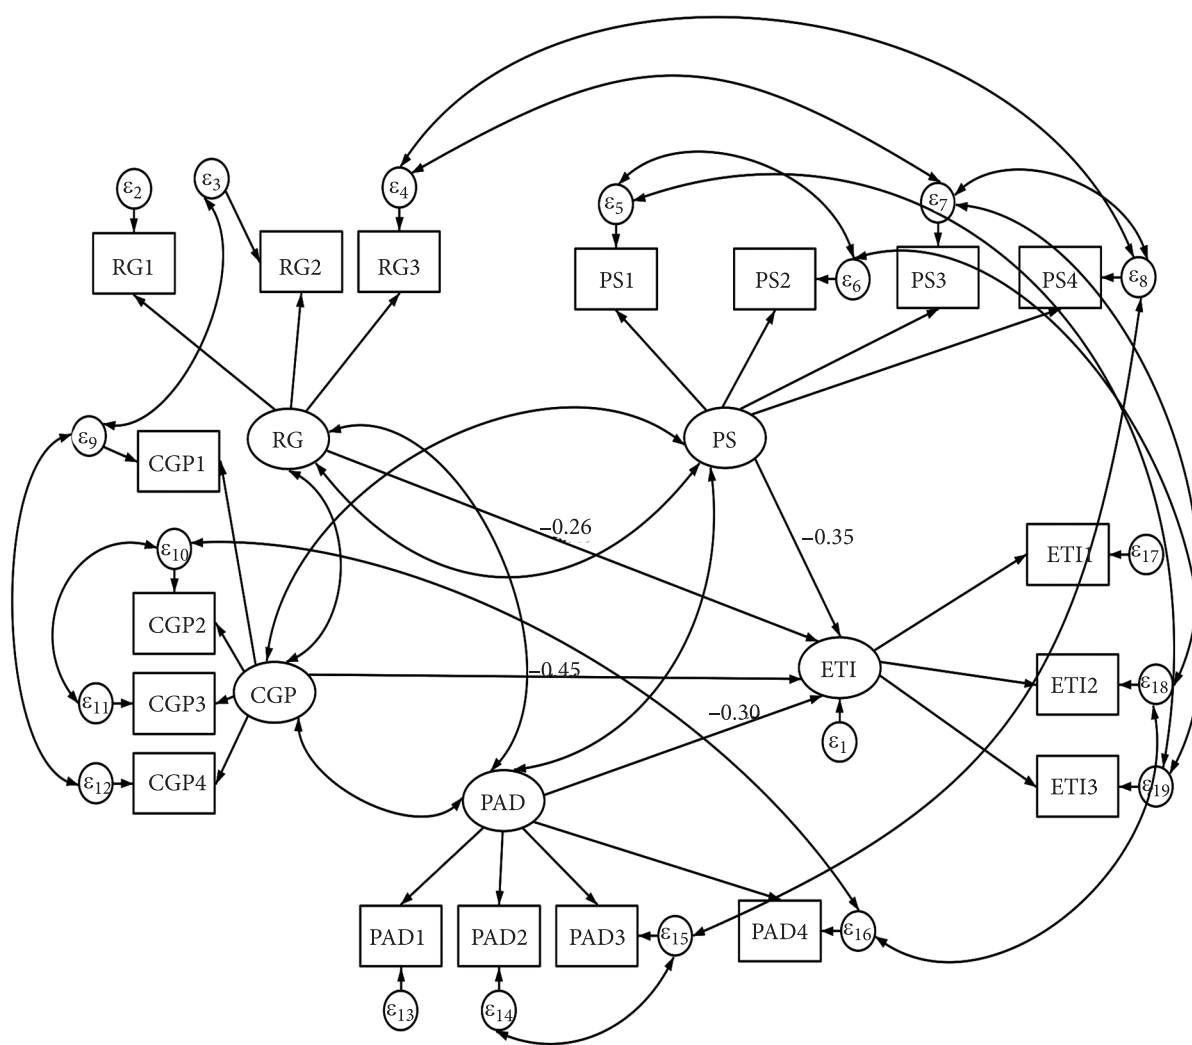 ε2
ε3
ε4
ε5
ε7
RG1
RG2
RG3
PS1
PS2
ε6
PS3
PS4
ε8
ε9
CGP1
RG
PS
–0.26
–0.35
ε10
ETI1
ε17
CGP2
CGP
–0.45
ETI
ETI2
ε18
ε11
CGP3
–0.30
ε1
ε12
CGP4
PAD
ETI3
ε19
PAD1
PAD2
PAD3
ε15
PAD4
ε16
ε13
ε14